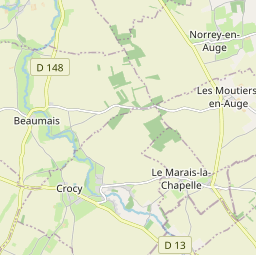 Norrey-en-
Auge
D 148
Les Moutiers-
en-Auge
Beaumais
Le Marais-la-
Chapelle
Crocy
D 13